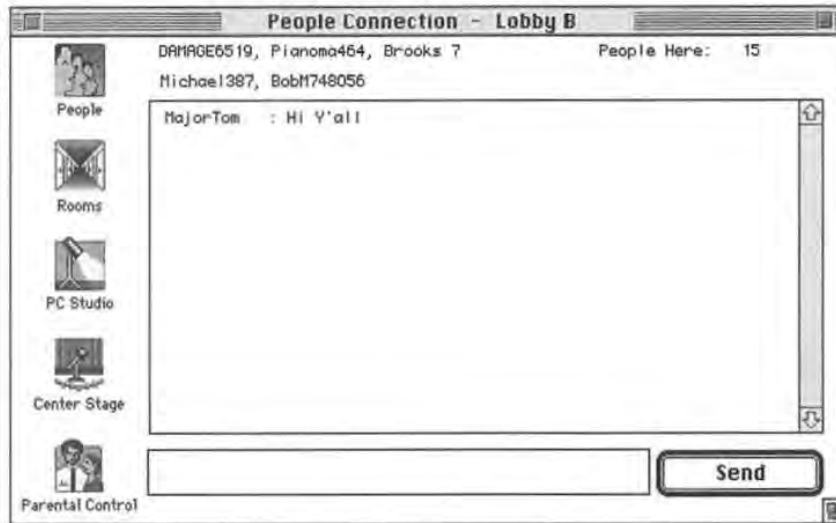 People Connection - Lobby B
DAMAGE6519, Pianoma464, Brooks 7 People Here: 15
Michael387, BobM748056
People
MajorTom : Hi Y'all
Rooms
PC Studio
Center Stage
Parental Control
Send